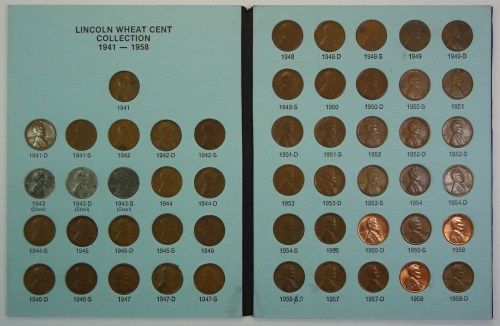 LINCOLN WHEAT CENT
COLLECTION
1941 — 1958
1941
1941-D 1941-S 1942 1942-D 1942-S
1943 1943-D 1943-S 1944 1944-D
(Steel) (Steel) (Steel)
1944-S 1945 1945-D 1945-S 1946
1946-D 1946-S 1947 1947-D 1947-S
1948 1948-D 1948-S 1949 1949-D
1949-S 1950 1950-D 1950-S 1951
1951-D 1951-S 1952 1952-D 1952-S
1953 1953-D 1953-S 1954 1954-D
1954-S 1955 1955-D 1955-S 1956
1956-D 1957 1957-D 1958 1958-D